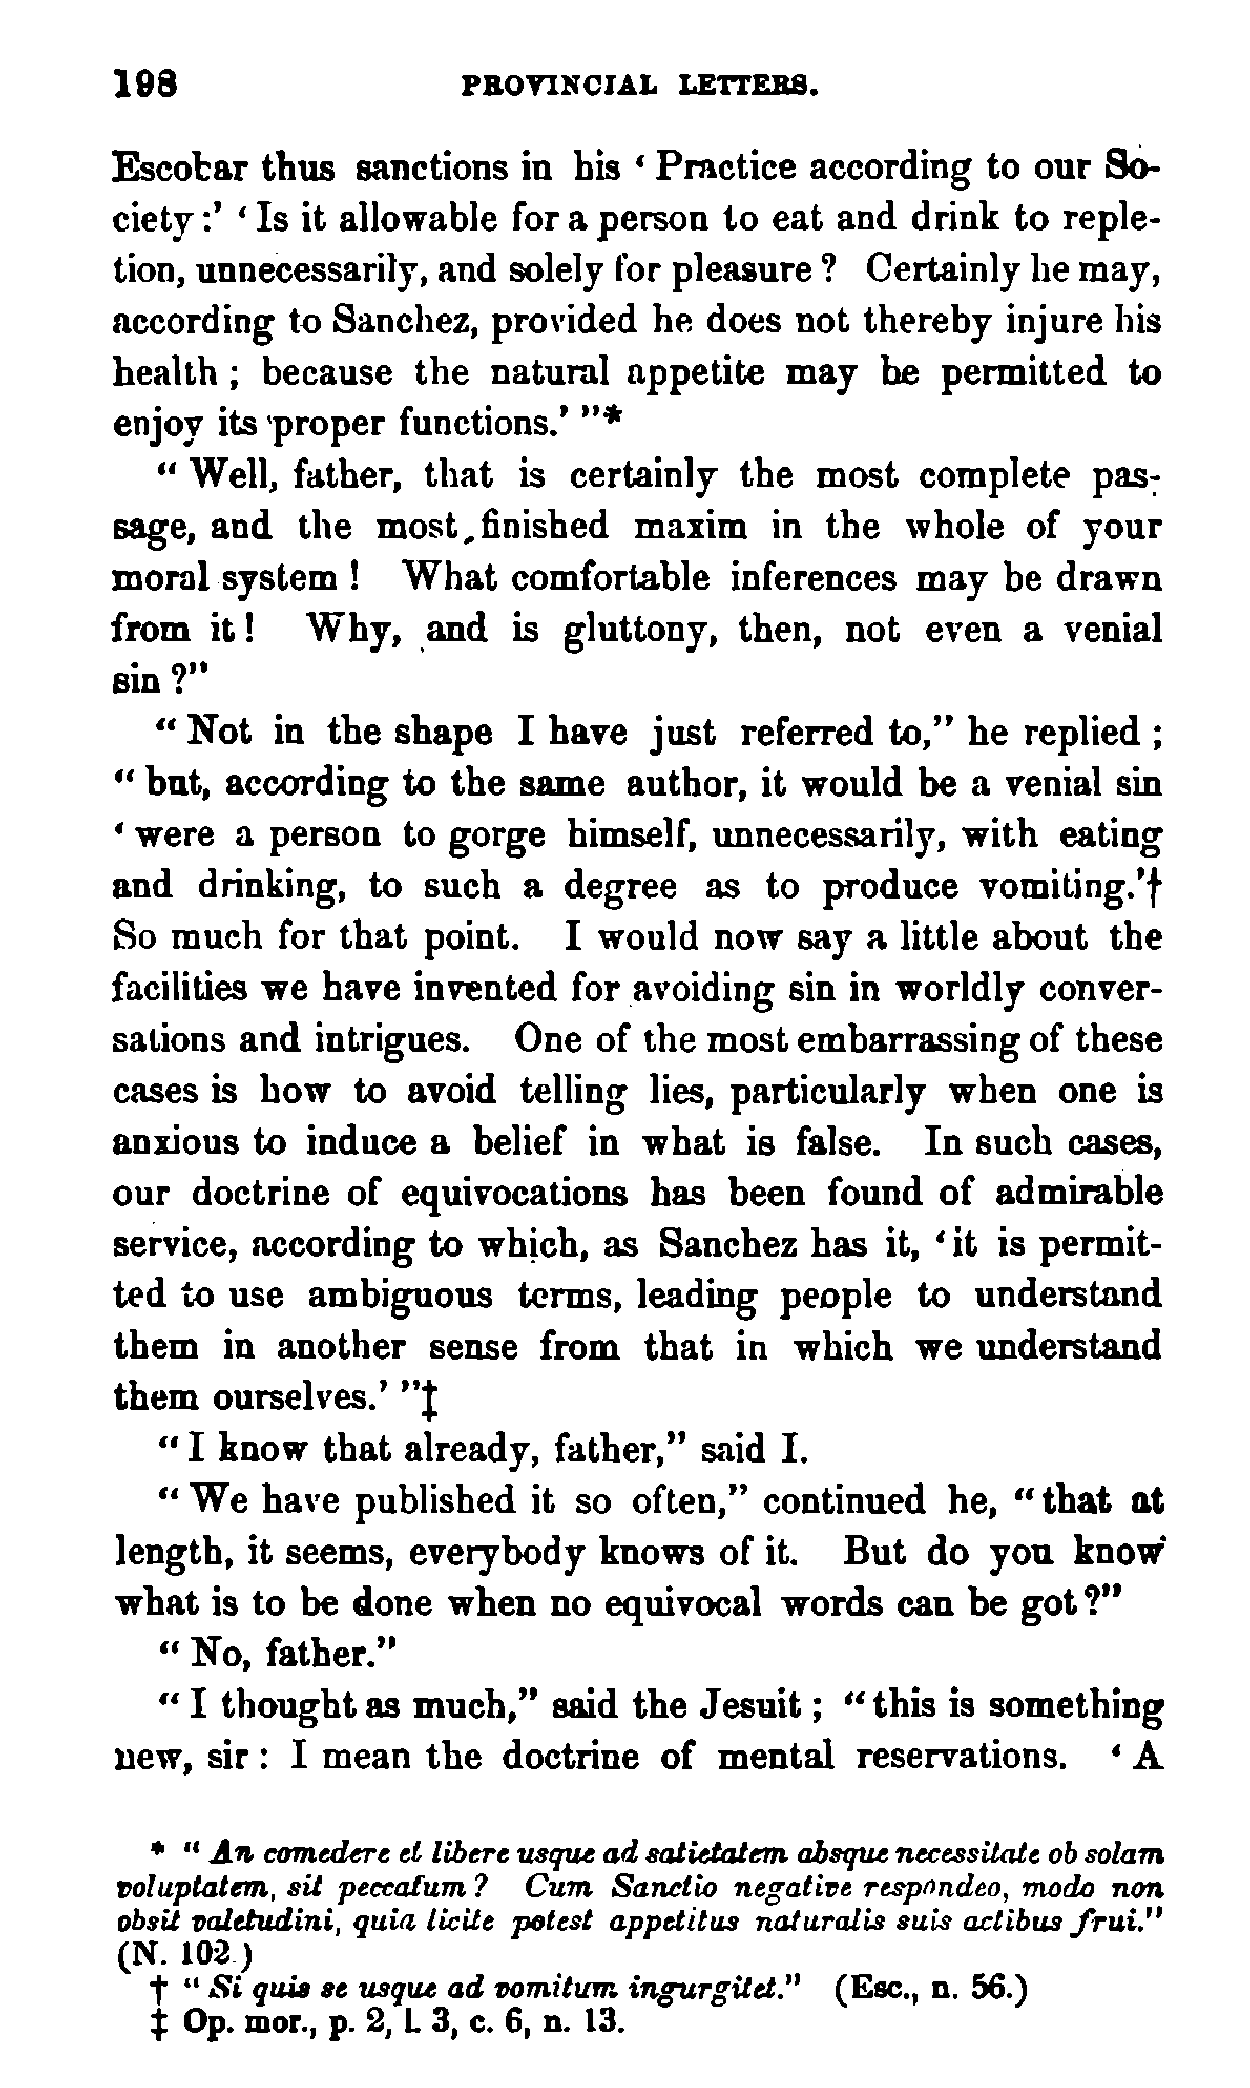 198 PROVINCIAL LETTERS.
Escobar thus sanctions in his ‘ Practice according to our So-
ciety :’ ‘ Is it allowable for a person to eat and drink to reple-
tion, unnecessarily, and solely for pleasure ? Certainly he may,
according to Sanchez, provided he does not thereby injure his
health ; because the natural appetite may be permitted to
enjoy its proper functions.’ ”*
“ Well, father, that is certainly the most complete pas-
sage, and the most finished maxim in the whole of your
moral system ! What comfortable inferences may be drawn
from it ! Why, and is gluttony, then, not even a venial
sin ?”
“ Not in the shape I have just referred to,” he replied ;
“ but, according to the same author, it would be a venial sin
‘ were a person to gorge himself, unnecessarily, with eating
and drinking, to such a degree as to produce vomiting.’†
So much for that point. I would now say a little about the
facilities we have invented for avoiding sin in worldly conver-
sations and intrigues. One of the most embarrassing of these
cases is how to avoid telling lies, particularly when one is
anxious to induce a belief in what is false. In such cases,
our doctrine of equivocations has been found of admirable
service, according to which, as Sanchez has it, ‘ it is permit-
ted to use ambiguous terms, leading people to understand
them in another sense from that in which we understand
them ourselves.’ ”‡
“ I know that already, father,” said I.
“ We have published it so often,” continued he, “ that at
length, it seems, everybody knows of it. But do you know
what is to be done when no equivocal words can be got ?”
“ No, father.”
“ I thought as much,” said the Jesuit ; “ this is something
new, sir : I mean the doctrine of mental reservations. ‘ A
* “ An comedere et libere usque ad satietatem absque necessitate ob solam
voluptatem, sit peccatum ? Cum Sanctio negative respondeo, modo non
obsit valetudini, quia licite potest appetitus naturalis suis actibus frui.”
(N. 102.)
† “ Si quis se usque ad vomitum ingurgitet.” (Esc., n. 56.)
‡ Op. mor., p. 2, l. 3, c. 6, n. 13.